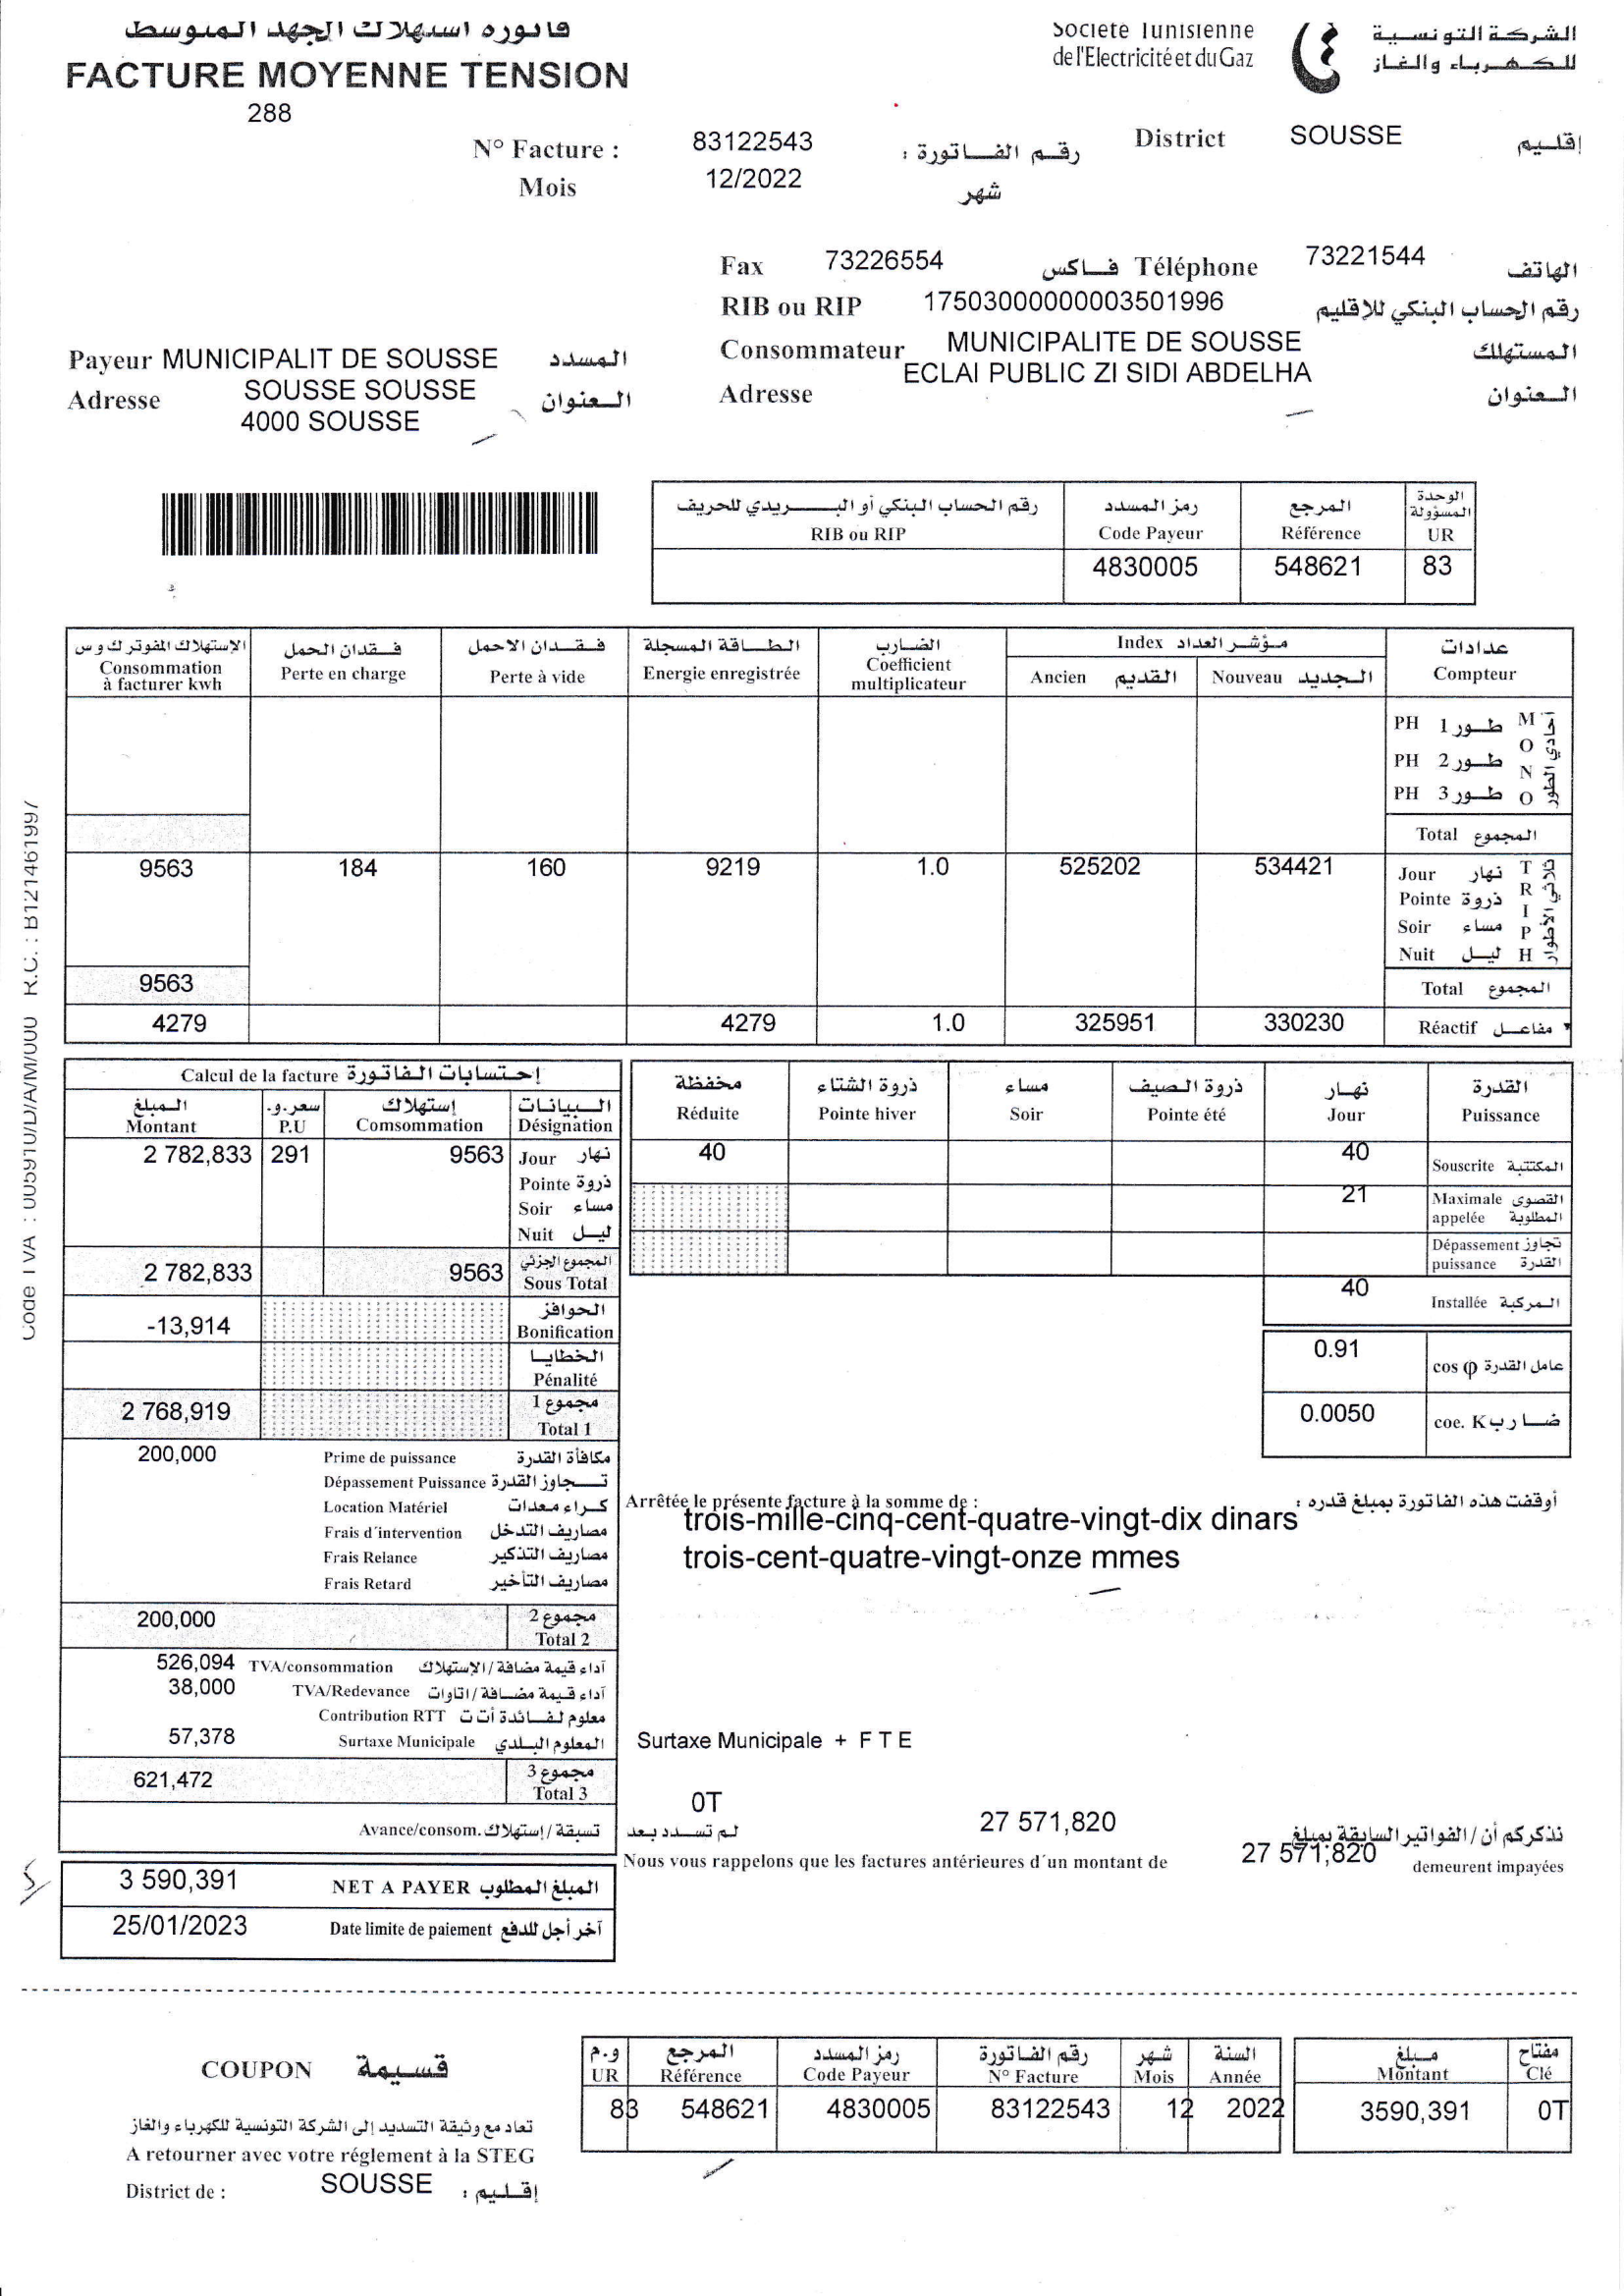 فاتورة استهلاك الجهد المتوسط
FACTURE MOYENNE TENSION
288
Société Tunisienne
de l'Electricité et du Gaz
الشركة التونسية
للكهرباء والغاز
N° Facture : 83122543 رقم الفاتورة :
District SOUSSE إقليم
Mois 12/2022 شهر
Fax 73226554 فاكس Téléphone 73221544 الهاتف
RIB ou RIP 17503000000003501996 رقم الحساب البنكي للإقليم
Payeur MUNICIPALIT DE SOUSSE المسدد
Adresse SOUSSE SOUSSE العنوان
4000 SOUSSE
Consommateur MUNICIPALITE DE SOUSSE المستهلك
ECLAI PUBLIC ZI SIDI ABDELHA
Adresse العنوان
رقم الحساب البنكي أو البريدي للحريف رمز المسدد المرجع الوحدة المسؤولة
RIB ou RIP Code Payeur Référence UR
4830005 548621 83
الإستهلاك المفوتر ك و س فقدان الحمل فقدان الاحمل الطاقة المسجلة الضارب Index مؤشر العداد عدادات
Consommation à facturer kwh Perte en charge Perte à vide Energie enregistrée Coefficient multiplicateur Ancien القديم Nouveau الجديد Compteur
PH 1 طور
PH 2 طور
PH 3 طور
MONO أحادي الطور
Total المجموع
9563 184 160 9219 1.0 525202 534421 Jour نهار
Pointe ذروة
Soir مساء
Nuit ليل
TRIPH ثلاثي الأطوار
9563 Total المجموع
4279 4279 1.0 325951 330230 Réactif مفاعل
Calcul de la facture إحتسابات الفاتورة
المبلغ سعر.و. إستهلاك البيانات
Montant P.U Comsommation Désignation
2 782,833 291 9563 Jour نهار
Pointe ذروة
Soir مساء
Nuit ليل
2 782,833 9563 المجموع الجزئي
Sous Total
-13,914 الحوافز
Bonification
الخطايا
Pénalité
2 768,919 مجموع 1
Total 1
200,000 Prime de puissance مكافأة القدرة
Dépassement Puissance تجاوز القدرة
Location Matériel كراء معدات
Frais d'intervention مصاريف التدخل
Frais Relance مصاريف التذكير
Frais Retard مصاريف التأخير
200,000 مجموع 2
Total 2
526,094 TVA/consommation آداء قيمة مضافة/الإستهلاك
38,000 TVA/Redevance آداء قيمة مضافة/اتاوات
Contribution RTT معلوم لفائدة أ ت ت
57,378 Surtaxe Municipale المعلوم البلدي
621,472 مجموع 3
Total 3
Avance/consom. تسبقة/إستهلاك
3 590,391 NET A PAYER المبلغ المطلوب
25/01/2023 Date limite de paiement آخر أجل للدفع
مخفظة ذروة الشتاء مساء ذروة الصيف نهار القدرة
Réduite Pointe hiver Soir Pointe été Jour Puissance
40 40 Souscrite المكتتبة
21 Maximale appelée القصوى المطلوبة
Dépassement puissance تجاوز القدرة
40 Installée المركبة
0.91 cos φ عامل القدرة
0.0050 coe. K ضارب
Arrêtée le présente facture à la somme de : أوقفت هذه الفاتورة بمبلغ قدره :
trois-mille-cinq-cent-quatre-vingt-dix dinars
trois-cent-quatre-vingt-onze mmes
Surtaxe Municipale + F T E
0T
لم تسدد بعد 27 571,820 نذكركم أن/الفواتير السابقة بمبلغ
Nous vous rappelons que les factures antérieures d'un montant de 27 571,820 demeurent impayées
Code TVA : 005910/D/A/M/000 R.C. : B121461997
COUPON قسيمة
تعاد مع وثيقة التسديد إلى الشركة التونسية للكهرباء والغاز
A retourner avec votre réglement à la STEG
District de : SOUSSE إقليم :
و.م المرجع رمز المسدد رقم الفاتورة شهر السنة مبلغ مفتاح
UR Référence Code Payeur N° Facture Mois Année Montant Clé
83 548621 4830005 83122543 12 2022 3590,391 0T